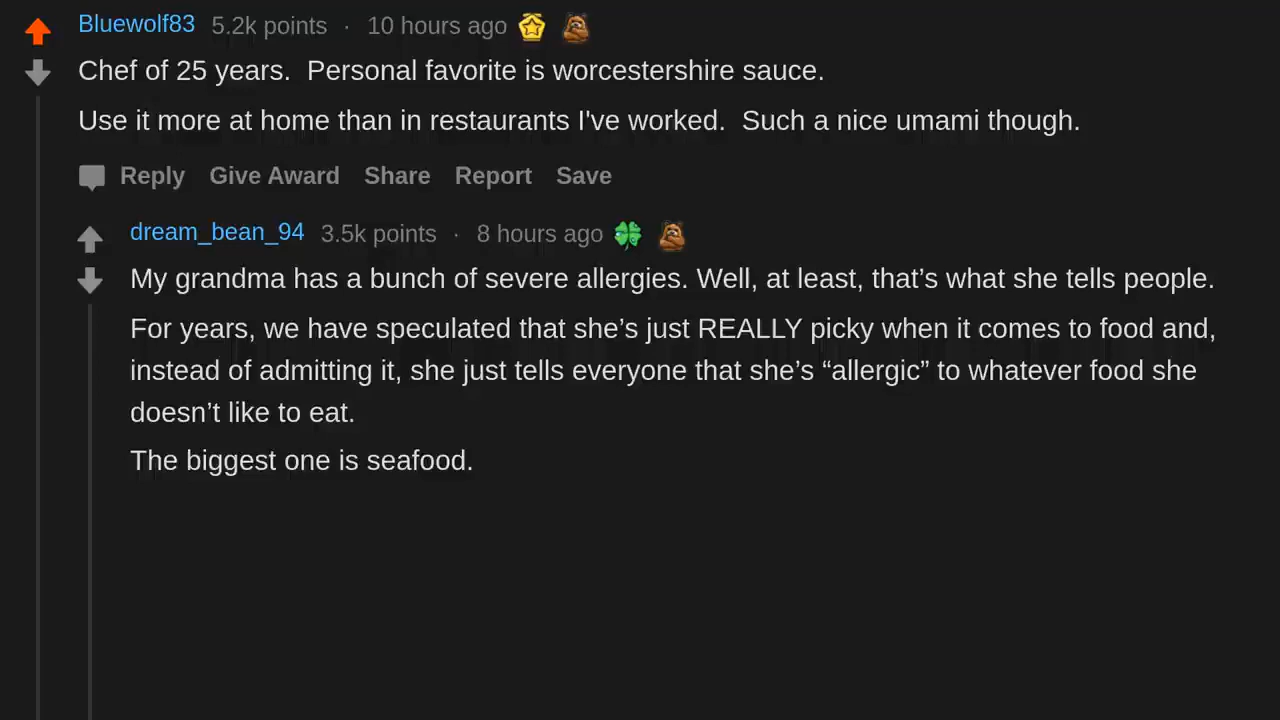 Bluewolf83 5.2k points · 10 hours ago
Chef of 25 years.  Personal favorite is worcestershire sauce.
Use it more at home than in restaurants I've worked.  Such a nice umami though.
Reply Give Award Share Report Save
dream_bean_94 3.5k points · 8 hours ago
My grandma has a bunch of severe allergies. Well, at least, that’s what she tells people.
For years, we have speculated that she’s just REALLY picky when it comes to food and,
instead of admitting it, she just tells everyone that she’s “allergic” to whatever food she
doesn’t like to eat.
The biggest one is seafood.